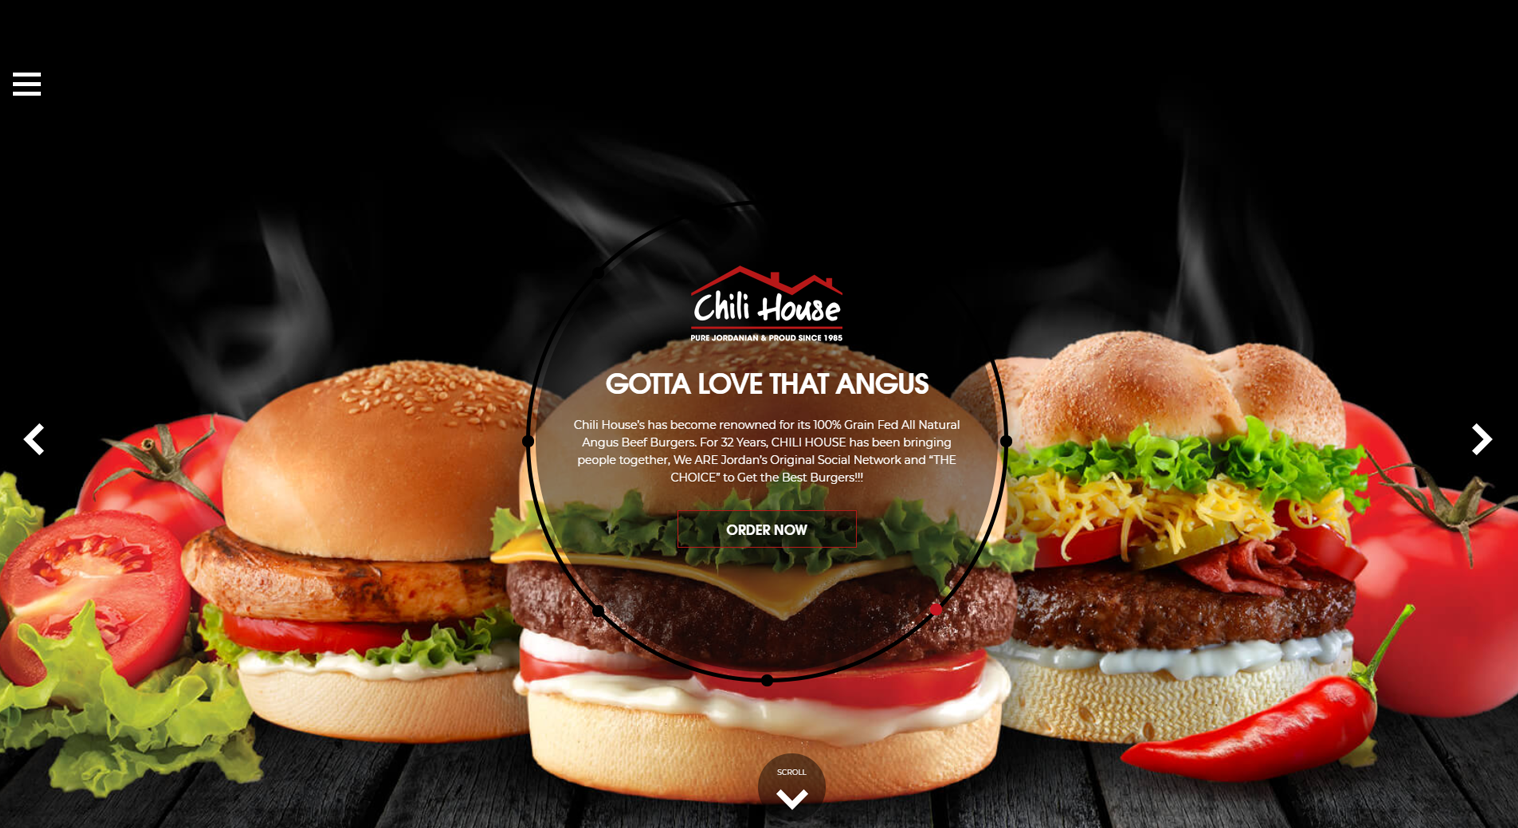 Chili House
PURE JORDANIAN & PROUD SINCE 1985
GOTTA LOVE THAT ANGUS
Chili House’s has become renowned for its 100% Grain Fed All Natural
Angus Beef Burgers. For 32 Years, CHILI HOUSE has been bringing
people together, We ARE Jordan’s Original Social Network and “THE
CHOICE” to Get the Best Burgers!!!
ORDER NOW
SCROLL